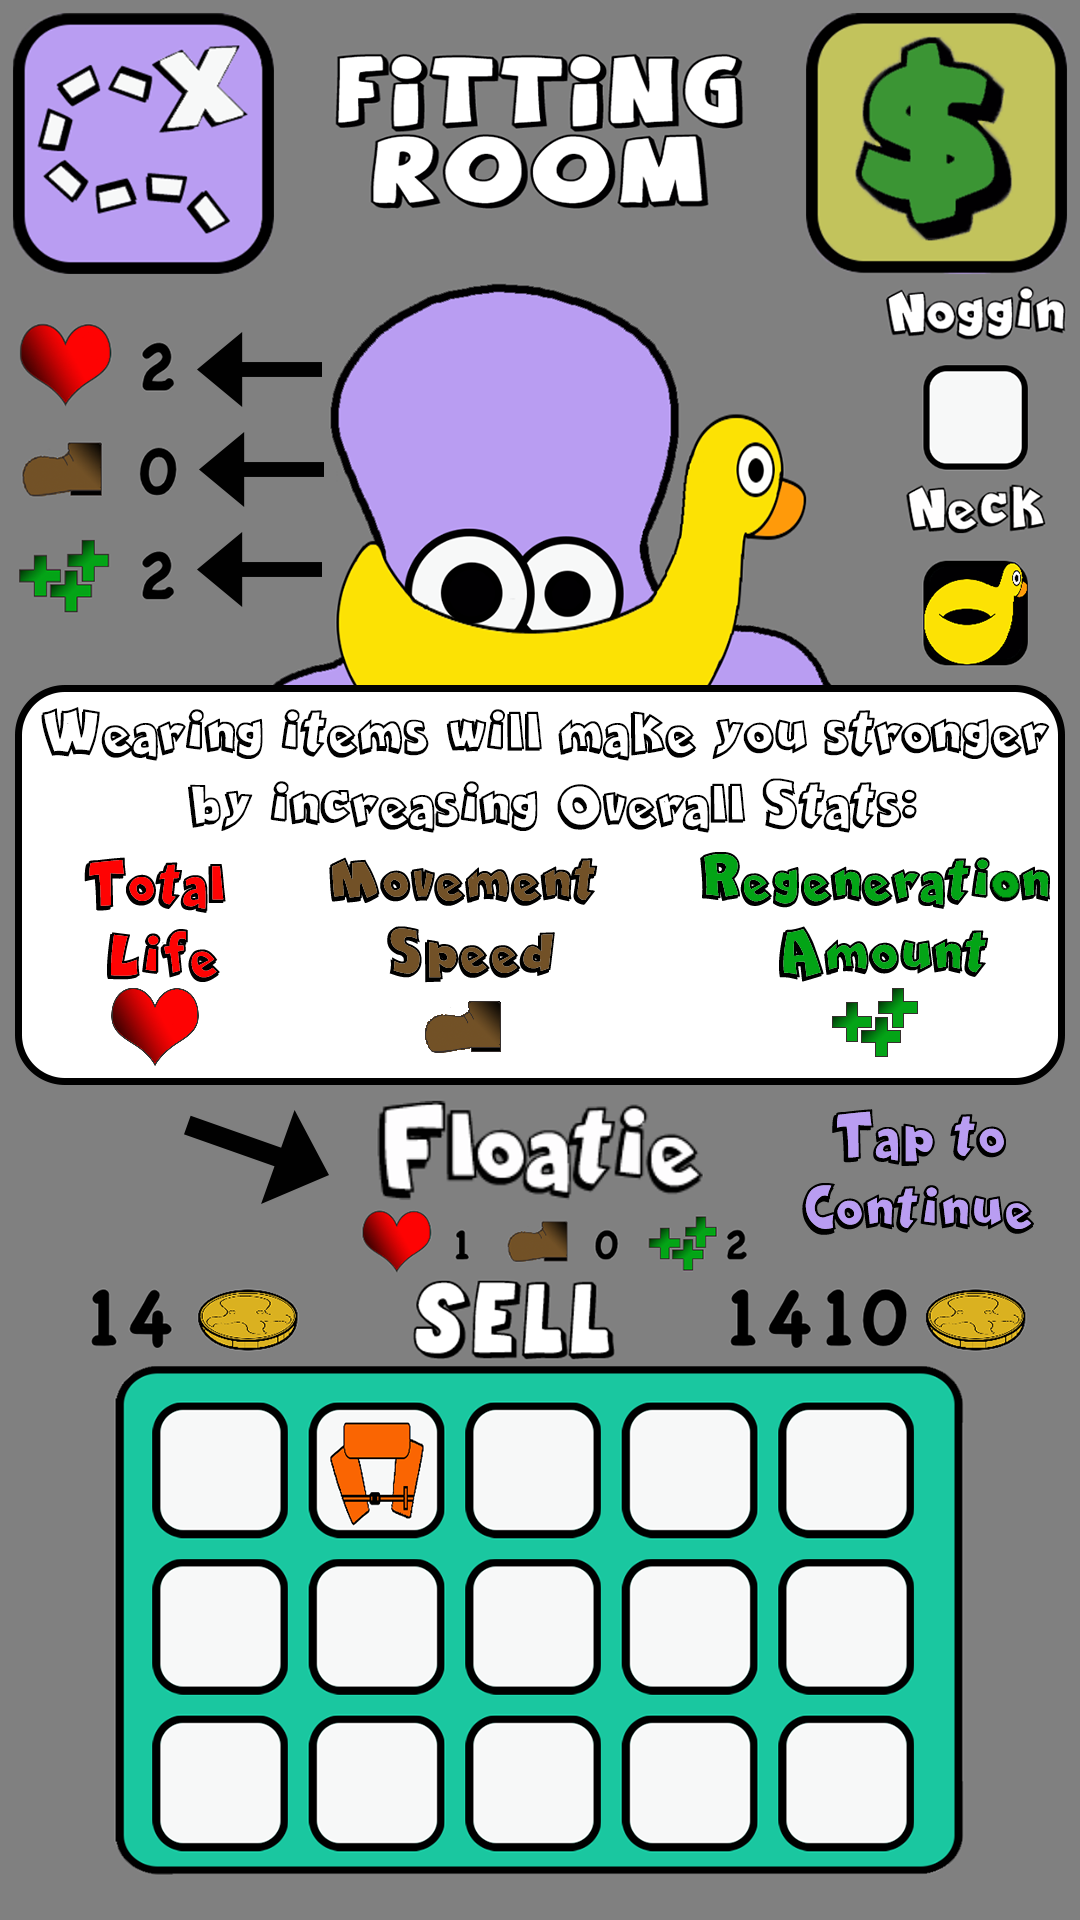 FiTTiNG
ROOM
Noggin
2
0
Neck
2
Wearing items will make you stronger
by increasing Overall Stats:
Total Life
Movement Speed
Regeneration Amount
Floatie
Tap to
Continue
1 0 2
14 SELL 1410